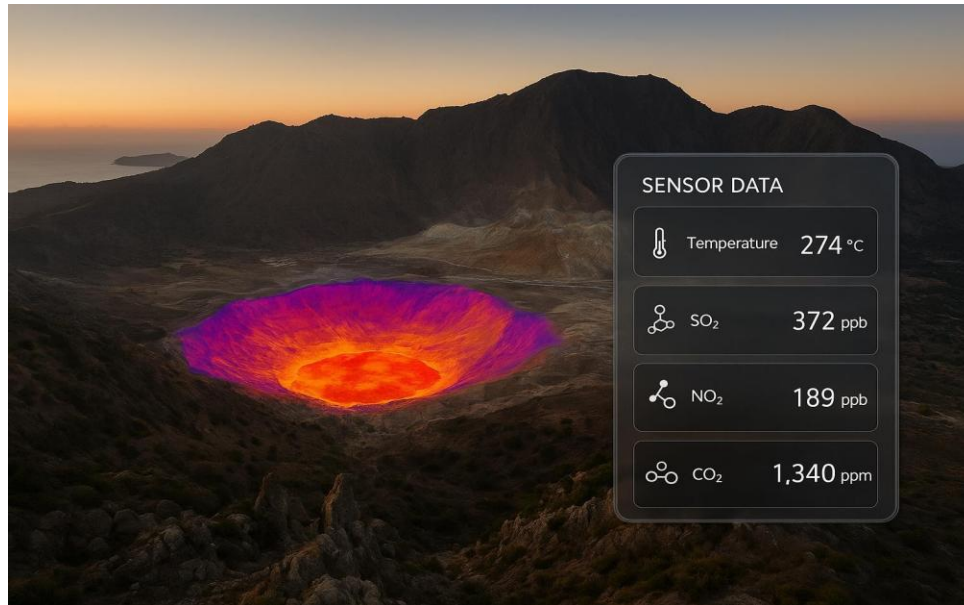 SENSOR DATA
Temperature 274 °C
SO₂ 372 ppb
NO₂ 189 ppb
CO₂ 1,340 ppm